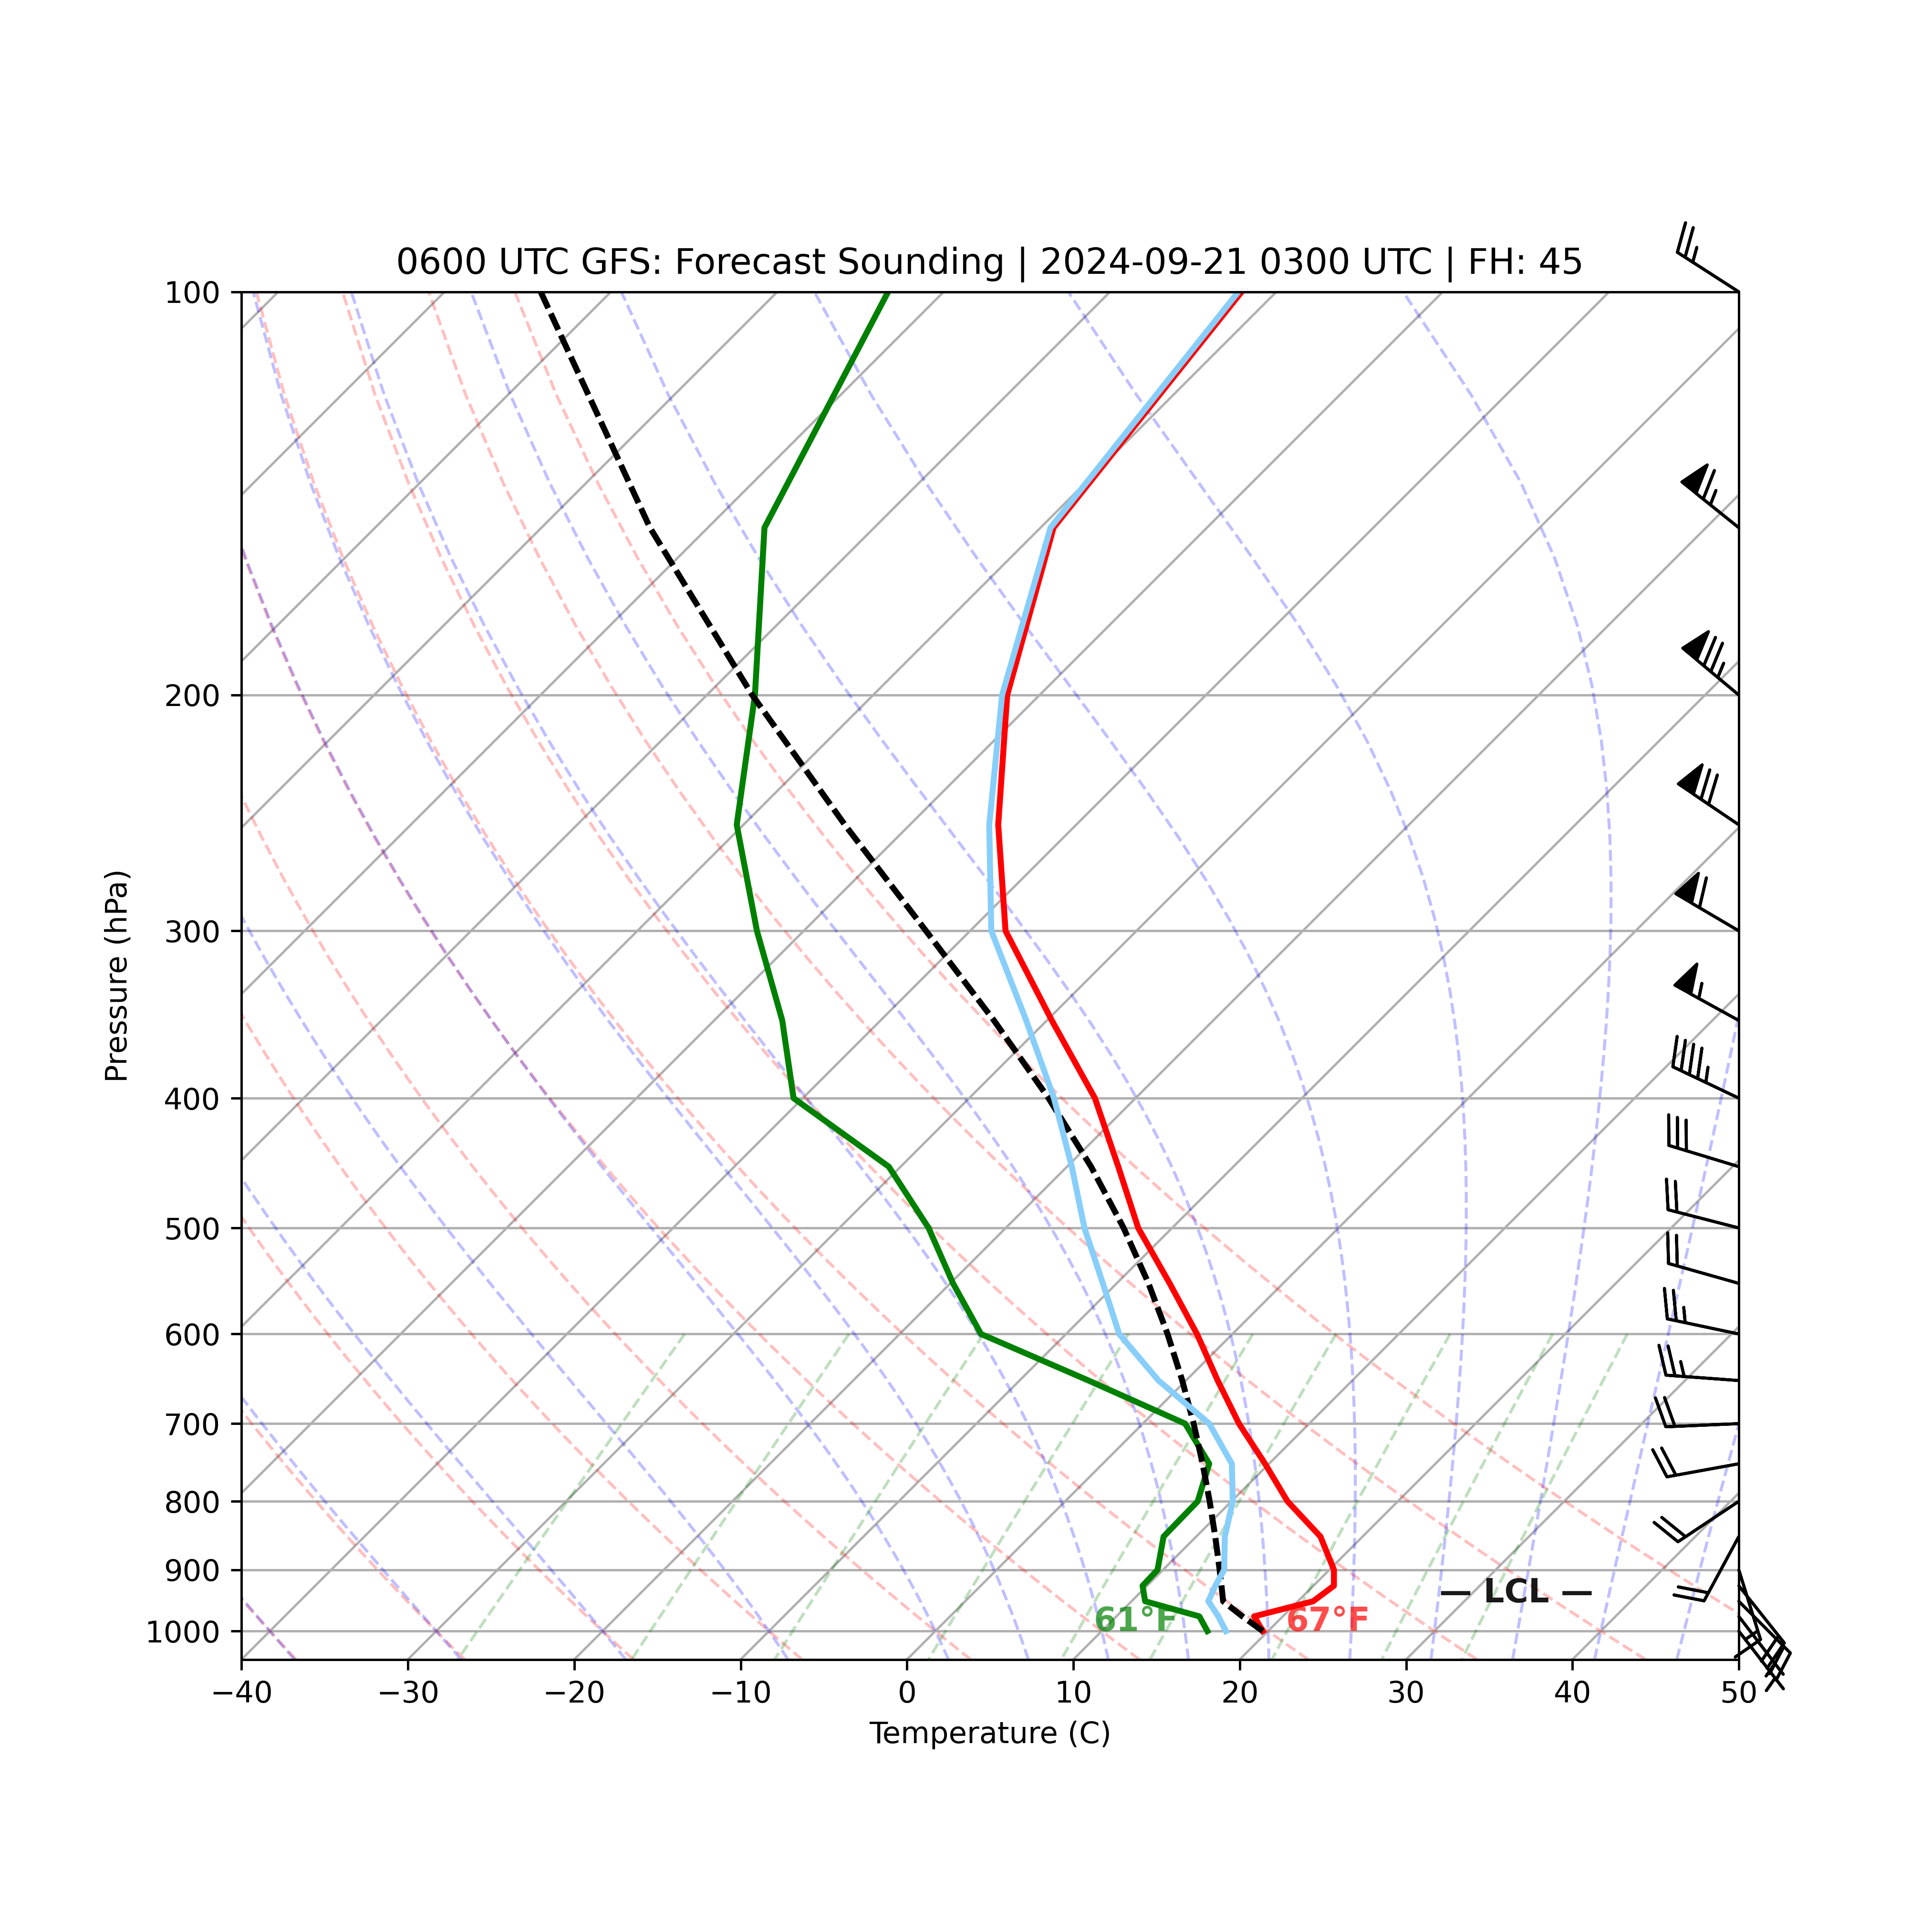 0600 UTC GFS: Forecast Sounding | 2024-09-21 0300 UTC | FH: 45
100
200
300
400
500
600
700
800
900
1000
Pressure (hPa)
— LCL —
61°F
67°F
−40 −30 −20 −10 0 10 20 30 40 50
Temperature (C)